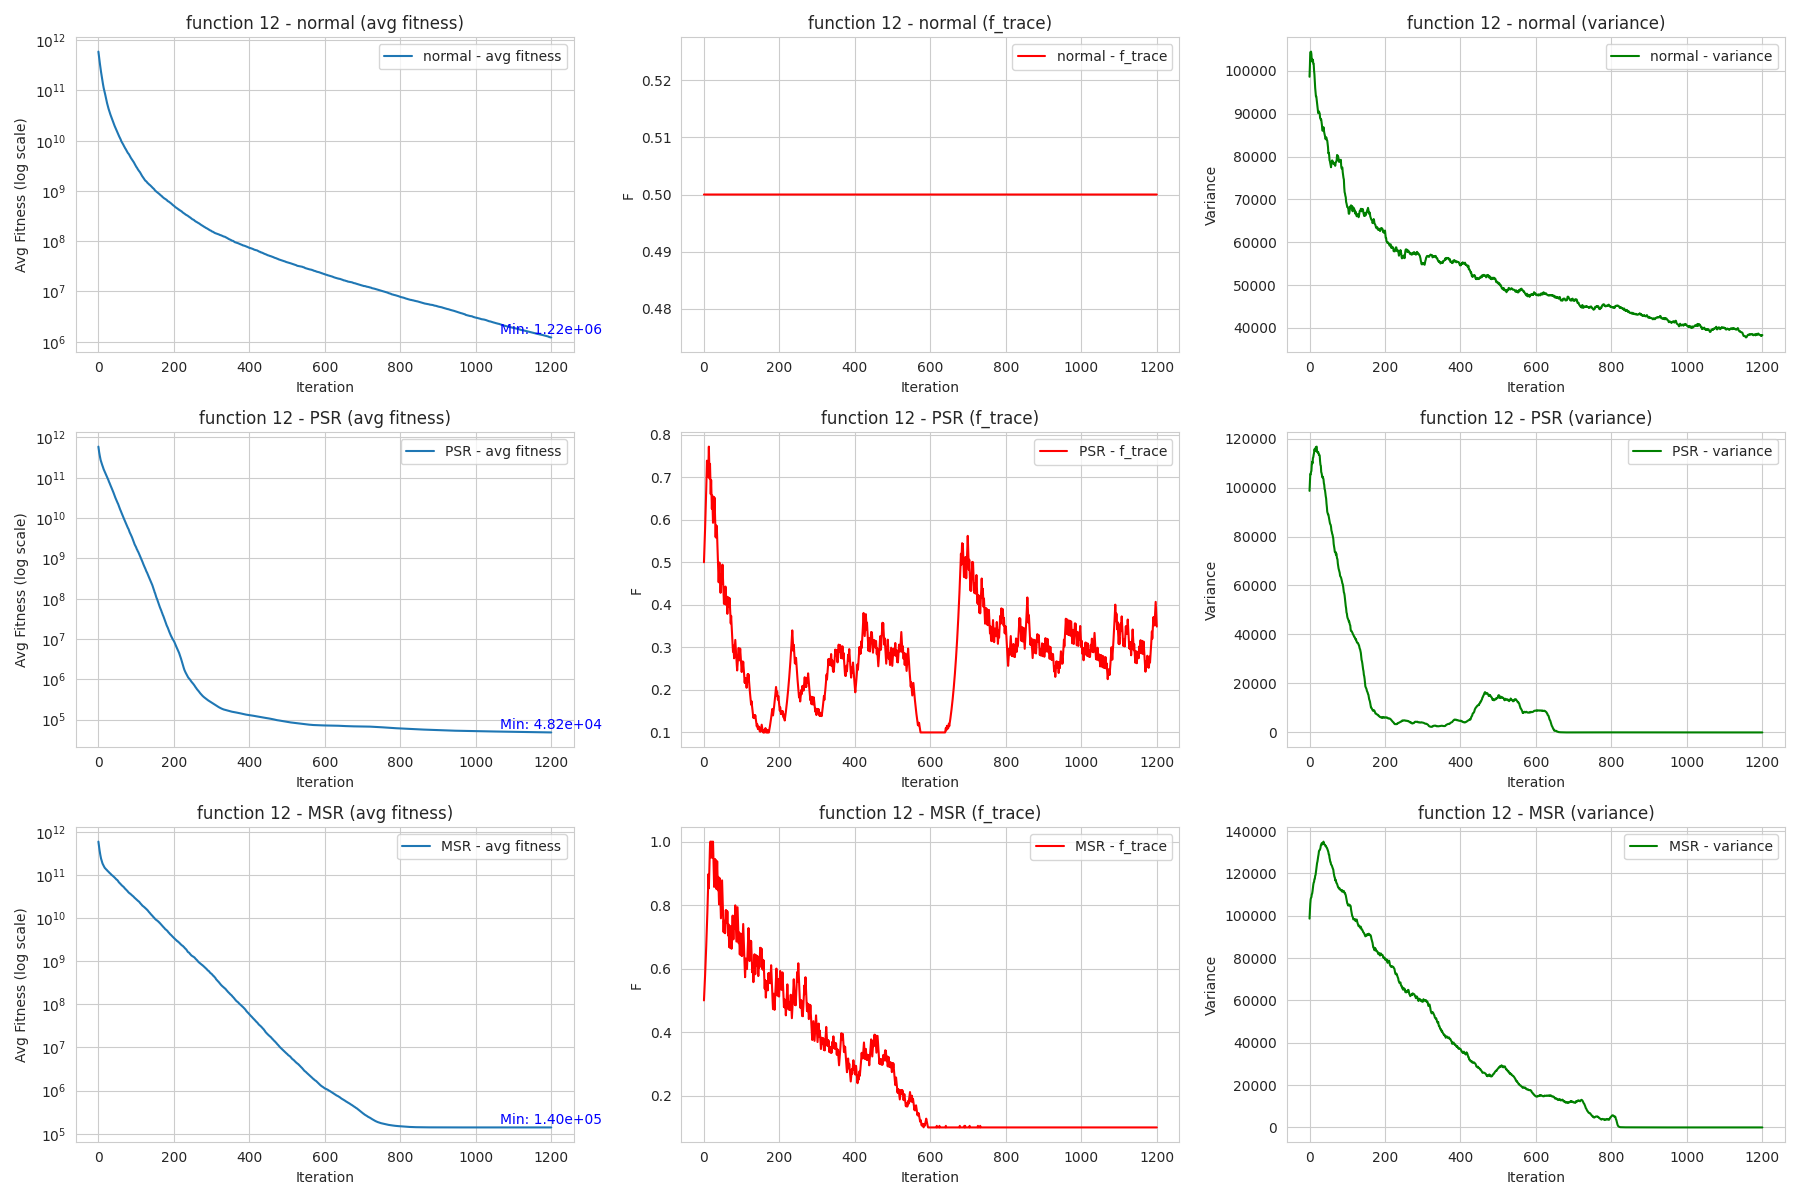 function 12 - normal (avg fitness)
normal - avg fitness
Avg Fitness (log scale)
10^12
10^11
10^10
10^9
10^8
10^7
10^6
Min: 1.22e+06
0 200 400 600 800 1000 1200
Iteration
function 12 - normal (f_trace)
normal - f_trace
F
0.52
0.51
0.50
0.49
0.48
0 200 400 600 800 1000 1200
Iteration
function 12 - normal (variance)
normal - variance
Variance
100000
90000
80000
70000
60000
50000
40000
0 200 400 600 800 1000 1200
Iteration
function 12 - PSR (avg fitness)
PSR - avg fitness
Avg Fitness (log scale)
10^12
10^11
10^10
10^9
10^8
10^7
10^6
10^5
Min: 4.82e+04
0 200 400 600 800 1000 1200
Iteration
function 12 - PSR (f_trace)
PSR - f_trace
F
0.8
0.7
0.6
0.5
0.4
0.3
0.2
0.1
0 200 400 600 800 1000 1200
Iteration
function 12 - PSR (variance)
PSR - variance
Variance
120000
100000
80000
60000
40000
20000
0
0 200 400 600 800 1000 1200
Iteration
function 12 - MSR (avg fitness)
MSR - avg fitness
Avg Fitness (log scale)
10^12
10^11
10^10
10^9
10^8
10^7
10^6
10^5
Min: 1.40e+05
0 200 400 600 800 1000 1200
Iteration
function 12 - MSR (f_trace)
MSR - f_trace
F
1.0
0.8
0.6
0.4
0.2
0 200 400 600 800 1000 1200
Iteration
function 12 - MSR (variance)
MSR - variance
Variance
140000
120000
100000
80000
60000
40000
20000
0
0 200 400 600 800 1000 1200
Iteration